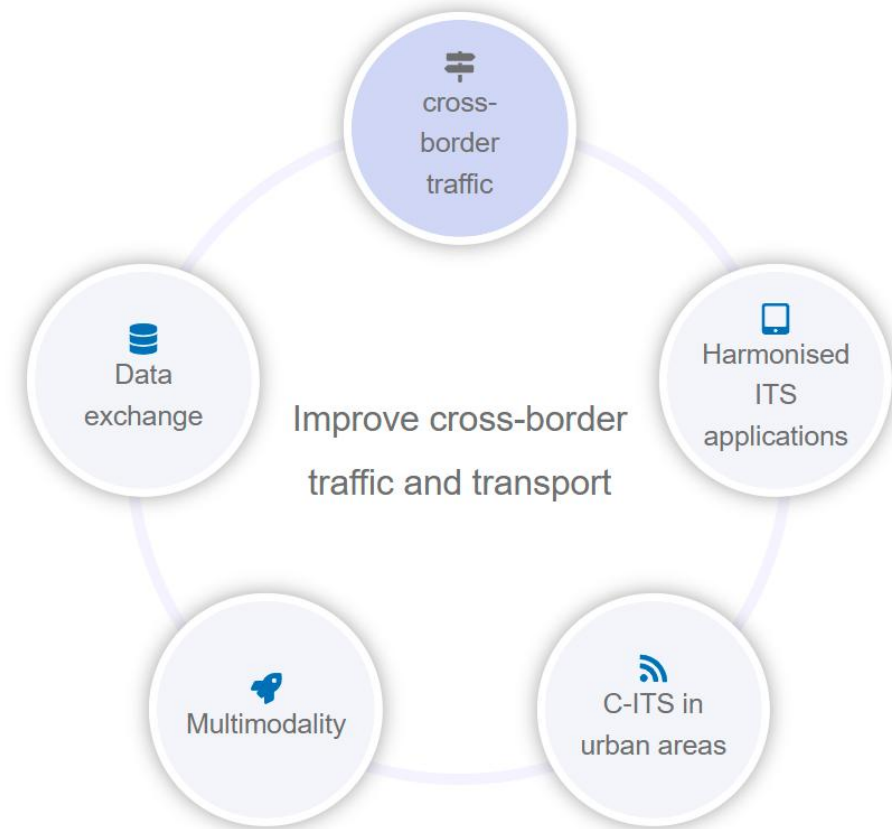 cross-
border
traffic
Harmonised
ITS
applications
Data
exchange
Improve cross-border
traffic and transport
Multimodality
C-ITS in
urban areas